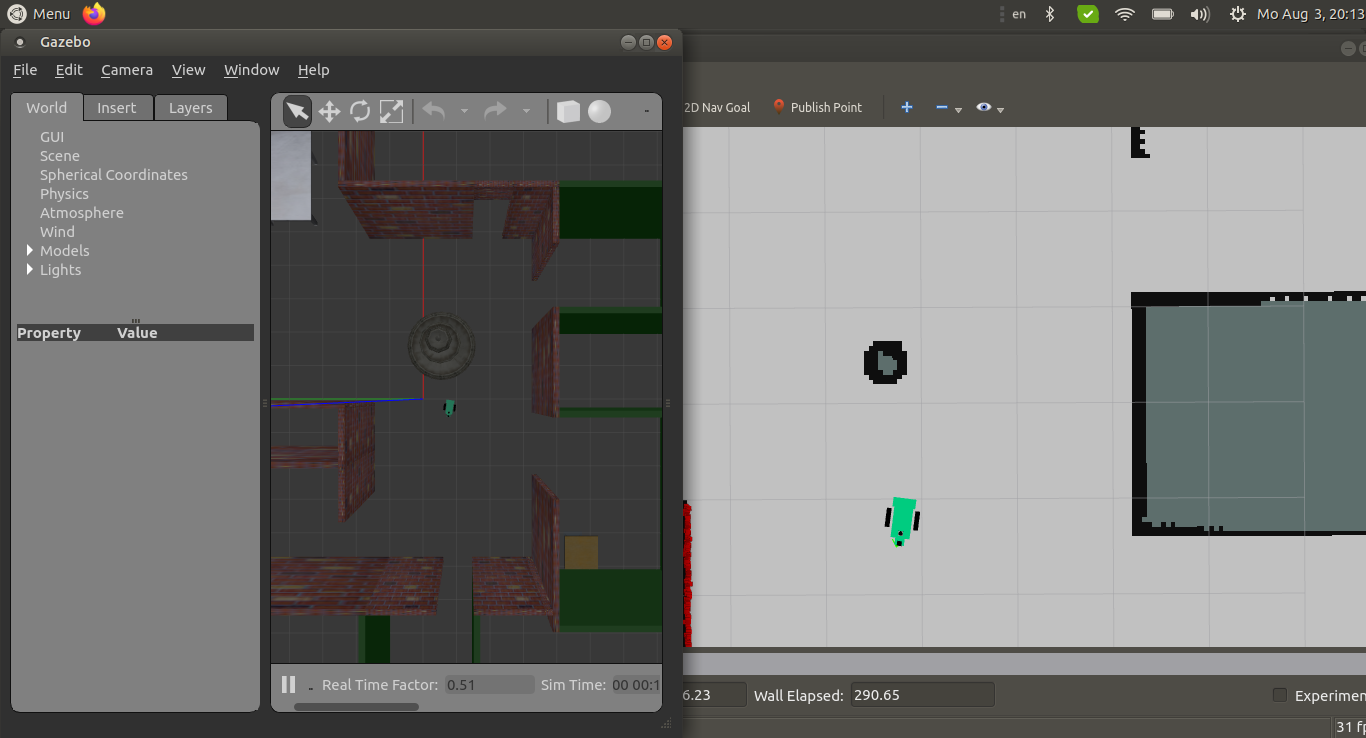 Menu
en
Mo Aug 3, 20:13
Gazebo
File Edit Camera View Window Help
World Insert Layers
2D Nav Goal Publish Point
GUI
Scene
Spherical Coordinates
Physics
Atmosphere
Wind
Models
Lights
Property Value
Real Time Factor: 0.51 Sim Time: 00 00:1
6.23 Wall Elapsed: 290.65 Experimen
31 fp